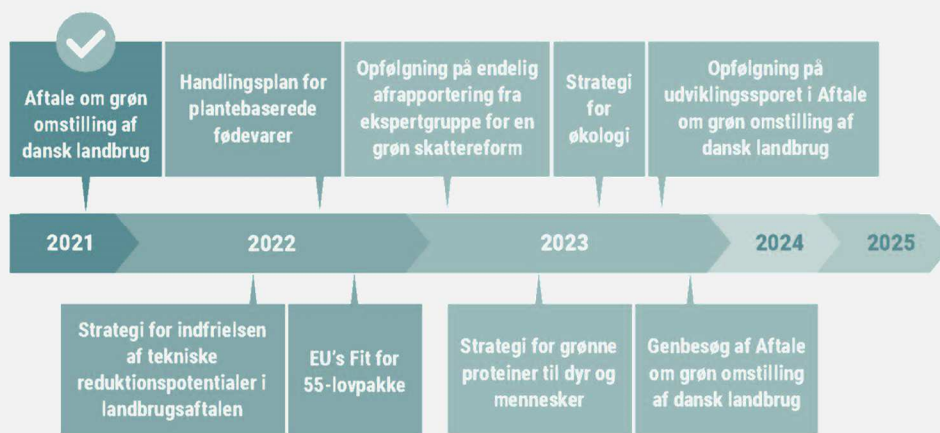 Aftale om grøn
omstilling af
dansk landbrug
Handlingsplan for
plantebaserede
fødevarer
Opfølgning på endelig
afrapportering fra
ekspertgruppe for en
grøn skattereform
Strategi
for
økologi
Opfølgning på
udviklingssporet i Aftale
om grøn omstilling af
dansk landbrug
2021
2022
2023
2024
2025
Strategi for indfrielsen
af tekniske
reduktionspotentialer i
landbrugsaftalen
EU's Fit for
55-lovpakke
Strategi for grønne
proteiner til dyr og
mennesker
Genbesøg af Aftale
om grøn omstilling
af dansk landbrug